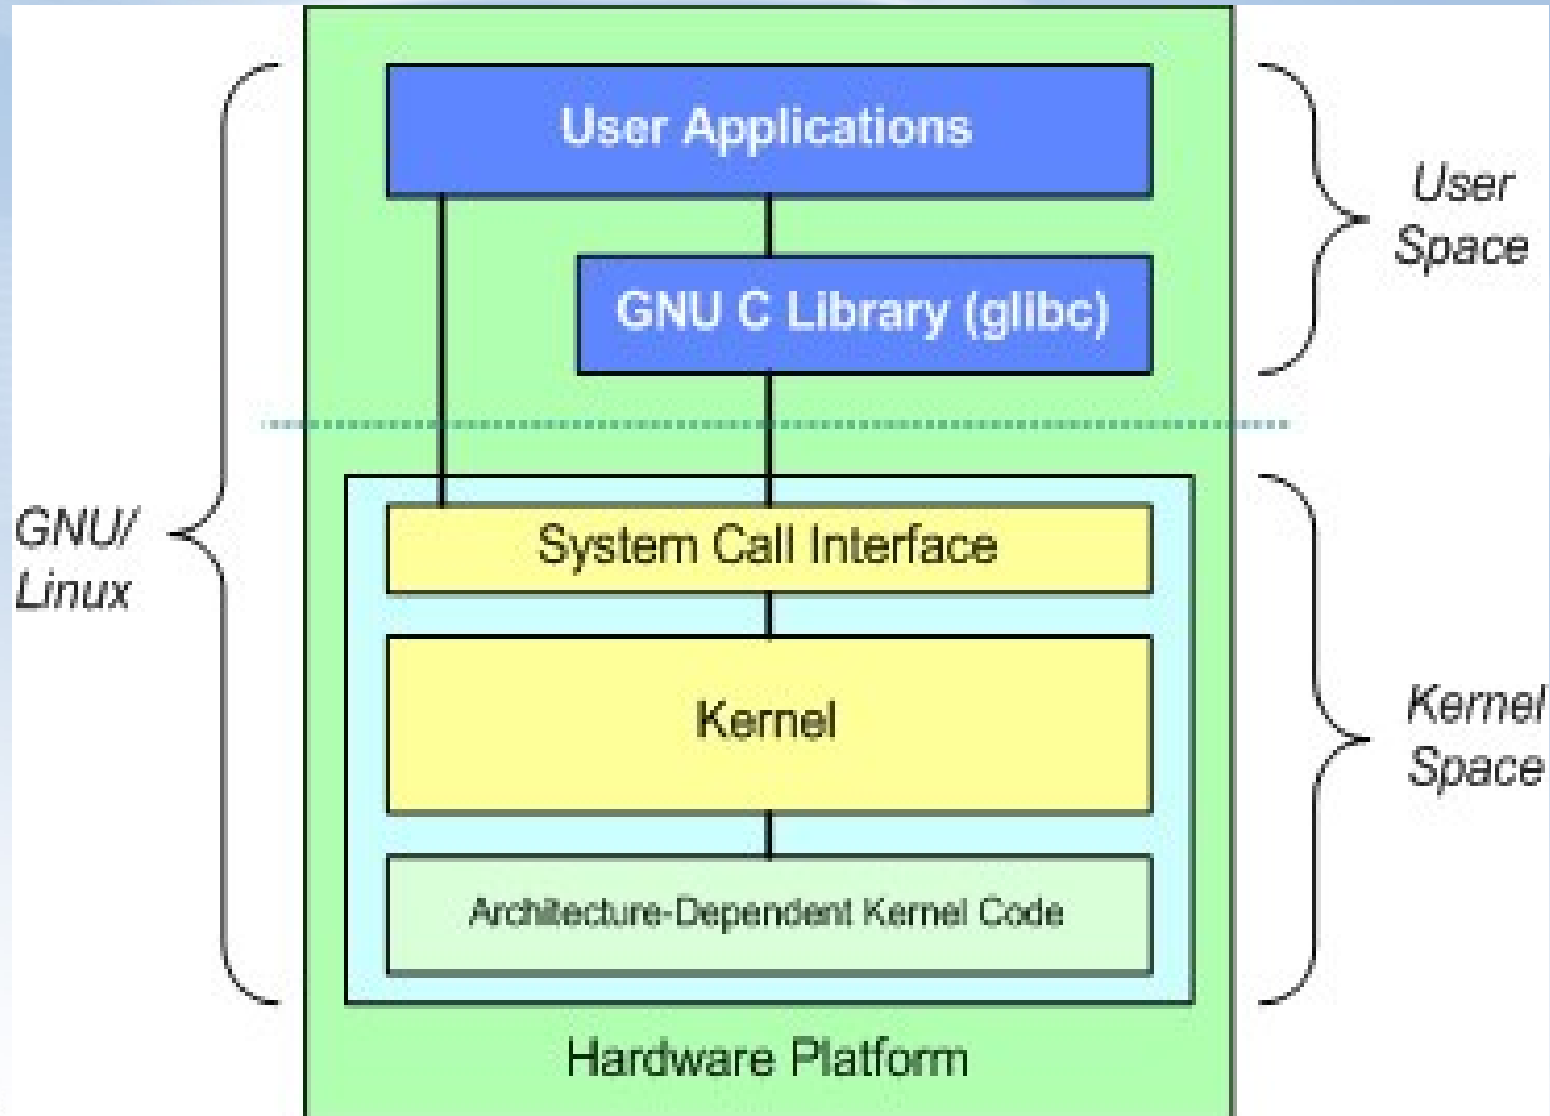 User Applications
User
Space
GNU C Library (glibc)
GNU/
Linux
System Call Interface
Kernel
Kernel
Space
Architecture-Dependent Kernel Code
Hardware Platform